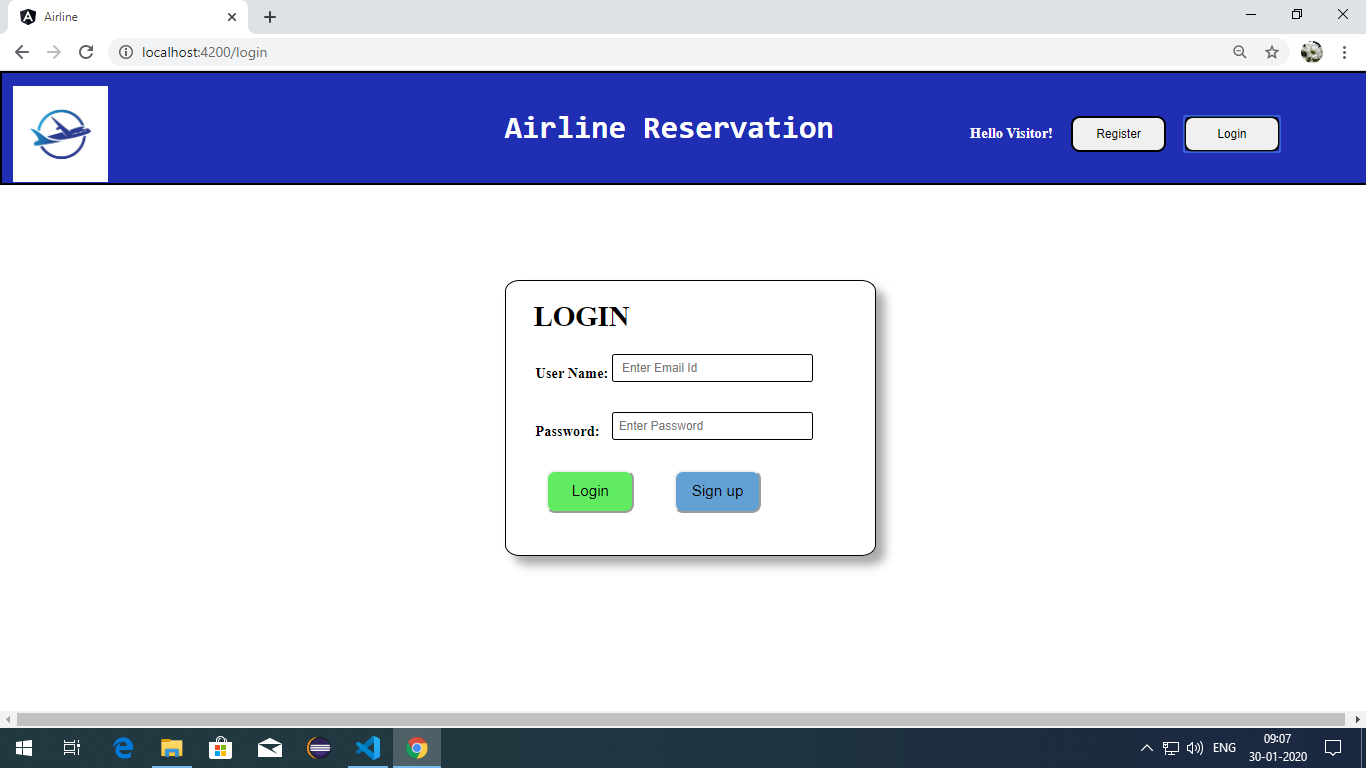 Airline
localhost:4200/login
Airline Reservation
Hello Visitor!
Register
Login
LOGIN
User Name:
Enter Email Id
Password:
Enter Password
Login
Sign up
ENG
09:07
30-01-2020